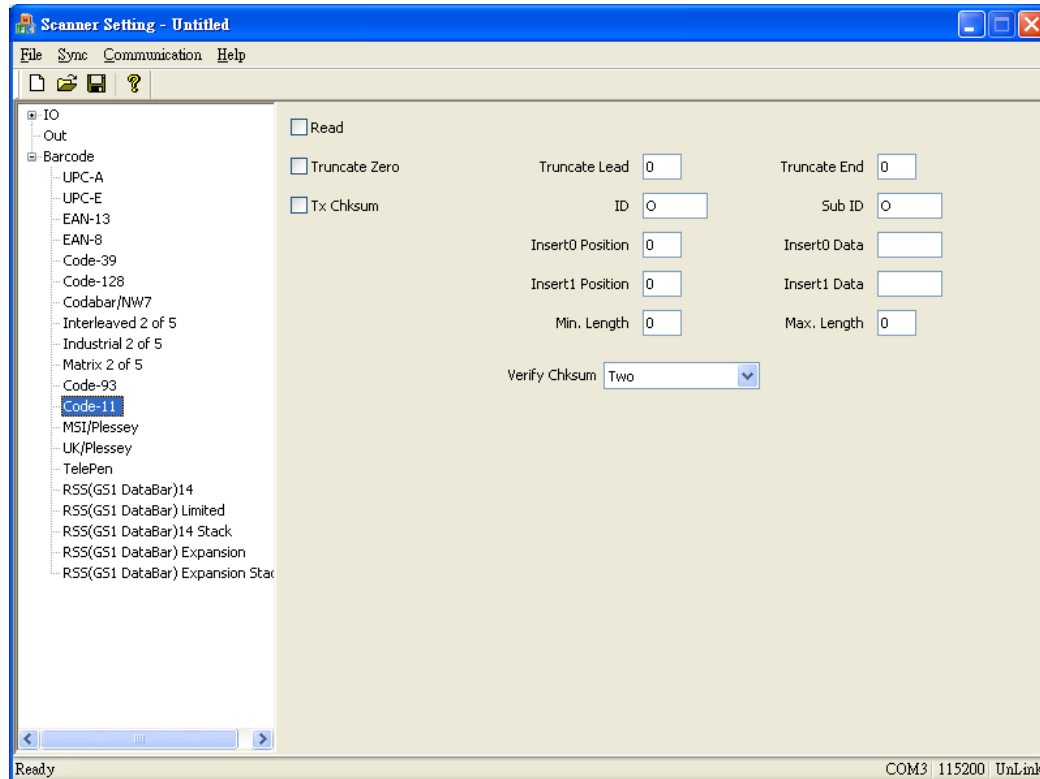 Scanner Setting - Untitled
File Sync Communication Help
IO
Out
Barcode
UPC-A
UPC-E
EAN-13
EAN-8
Code-39
Code-128
Codabar/NW7
Interleaved 2 of 5
Industrial 2 of 5
Matrix 2 of 5
Code-93
Code-11
MSI/Plessey
UK/Plessey
TelePen
RSS(GS1 DataBar)14
RSS(GS1 DataBar) Limited
RSS(GS1 DataBar)14 Stack
RSS(GS1 DataBar) Expansion
RSS(GS1 DataBar) Expansion Stac
Read
Truncate Zero Truncate Lead 0 Truncate End 0
Tx Chksum ID O Sub ID O
Insert0 Position 0 Insert0 Data
Insert1 Position 0 Insert1 Data
Min. Length 0 Max. Length 0
Verify Chksum Two
Ready COM3 115200 UnLink